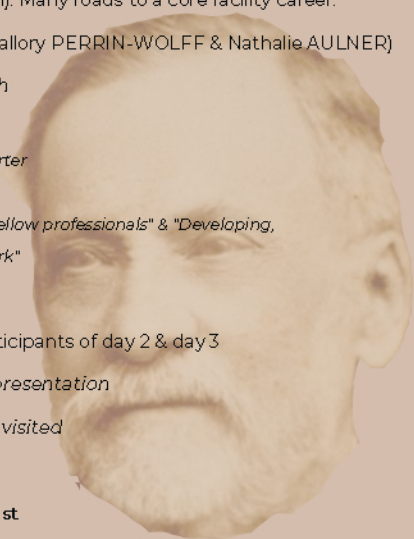 Many roads to a core facility career.
allory PERRIN-WOLFF & Nathalie AULNER)
h
rter
ellow professionals" & "Developing,
rk"
ticipants of day 2 & day 3
presentation
visited
st